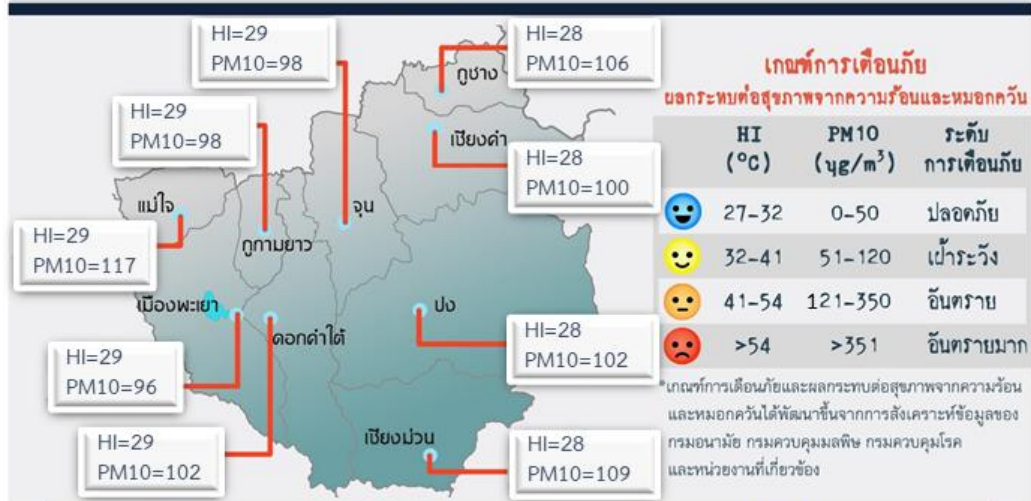 HI=29
PM10=98
HI=28
PM10=106
ภูซาง
HI=29
PM10=98
เชียงคำ
HI=28
PM10=100
แม่ใจ
จุน
ภูกามยาว
HI=29
PM10=117
เมืองพะเยา
ดอกคำใต้
ปง
HI=28
PM10=102
HI=29
PM10=96
HI=29
PM10=102
เชียงม่วน
HI=28
PM10=109
เกณฑ์การเตือนภัย
ผลกระทบต่อสุขภาพจากความร้อนและหมอกควัน
HI (°C) PM10 (µg/m³) ระดับการเตือนภัย
27-32 0-50 ปลอดภัย
32-41 51-120 เฝ้าระวัง
41-54 121-350 อันตราย
>54 >351 อันตรายมาก
*เกณฑ์การเตือนภัยและผลกระทบต่อสุขภาพจากความร้อน
และหมอกควันได้พัฒนาขึ้นจากการสังเคราะห์ข้อมูลของ
กรมอนามัย กรมควบคุมมลพิษ กรมควบคุมโรค
และหน่วยงานที่เกี่ยวข้อง